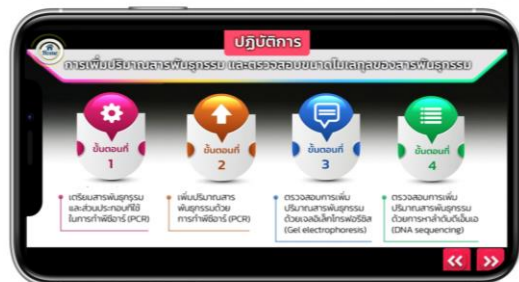 ปฏิบัติการ
Home
การเพิ่มปริมาณสารพันธุกรรม และตรวจสอบขนาดโมเลกุลของสารพันธุกรรม
ขั้นตอนที่
1
ขั้นตอนที่
2
ขั้นตอนที่
3
ขั้นตอนที่
4
เตรียมสารพันธุกรรม
และส่วนประกอบที่ใช้
ในการทำพีซีอาร์ (PCR)
เพิ่มปริมาณสาร
พันธุกรรมด้วย
การทำพีซีอาร์ (PCR)
ตรวจสอบการเพิ่ม
ปริมาณสารพันธุกรรม
ด้วยเจลอิเล็กโทรฟอริซิส
(Gel electrophoresis)
ตรวจสอบการเพิ่ม
ปริมาณสารพันธุกรรม
ด้วยการหาลำดับดีเอ็นเอ
(DNA sequencing)